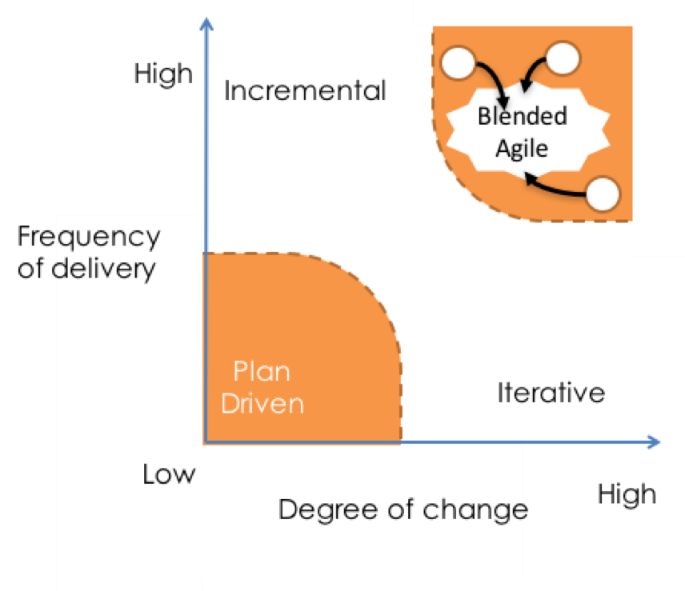 High
Incremental
Blended
Agile
Frequency
of delivery
Plan
Driven
Iterative
Low
High
Degree of change